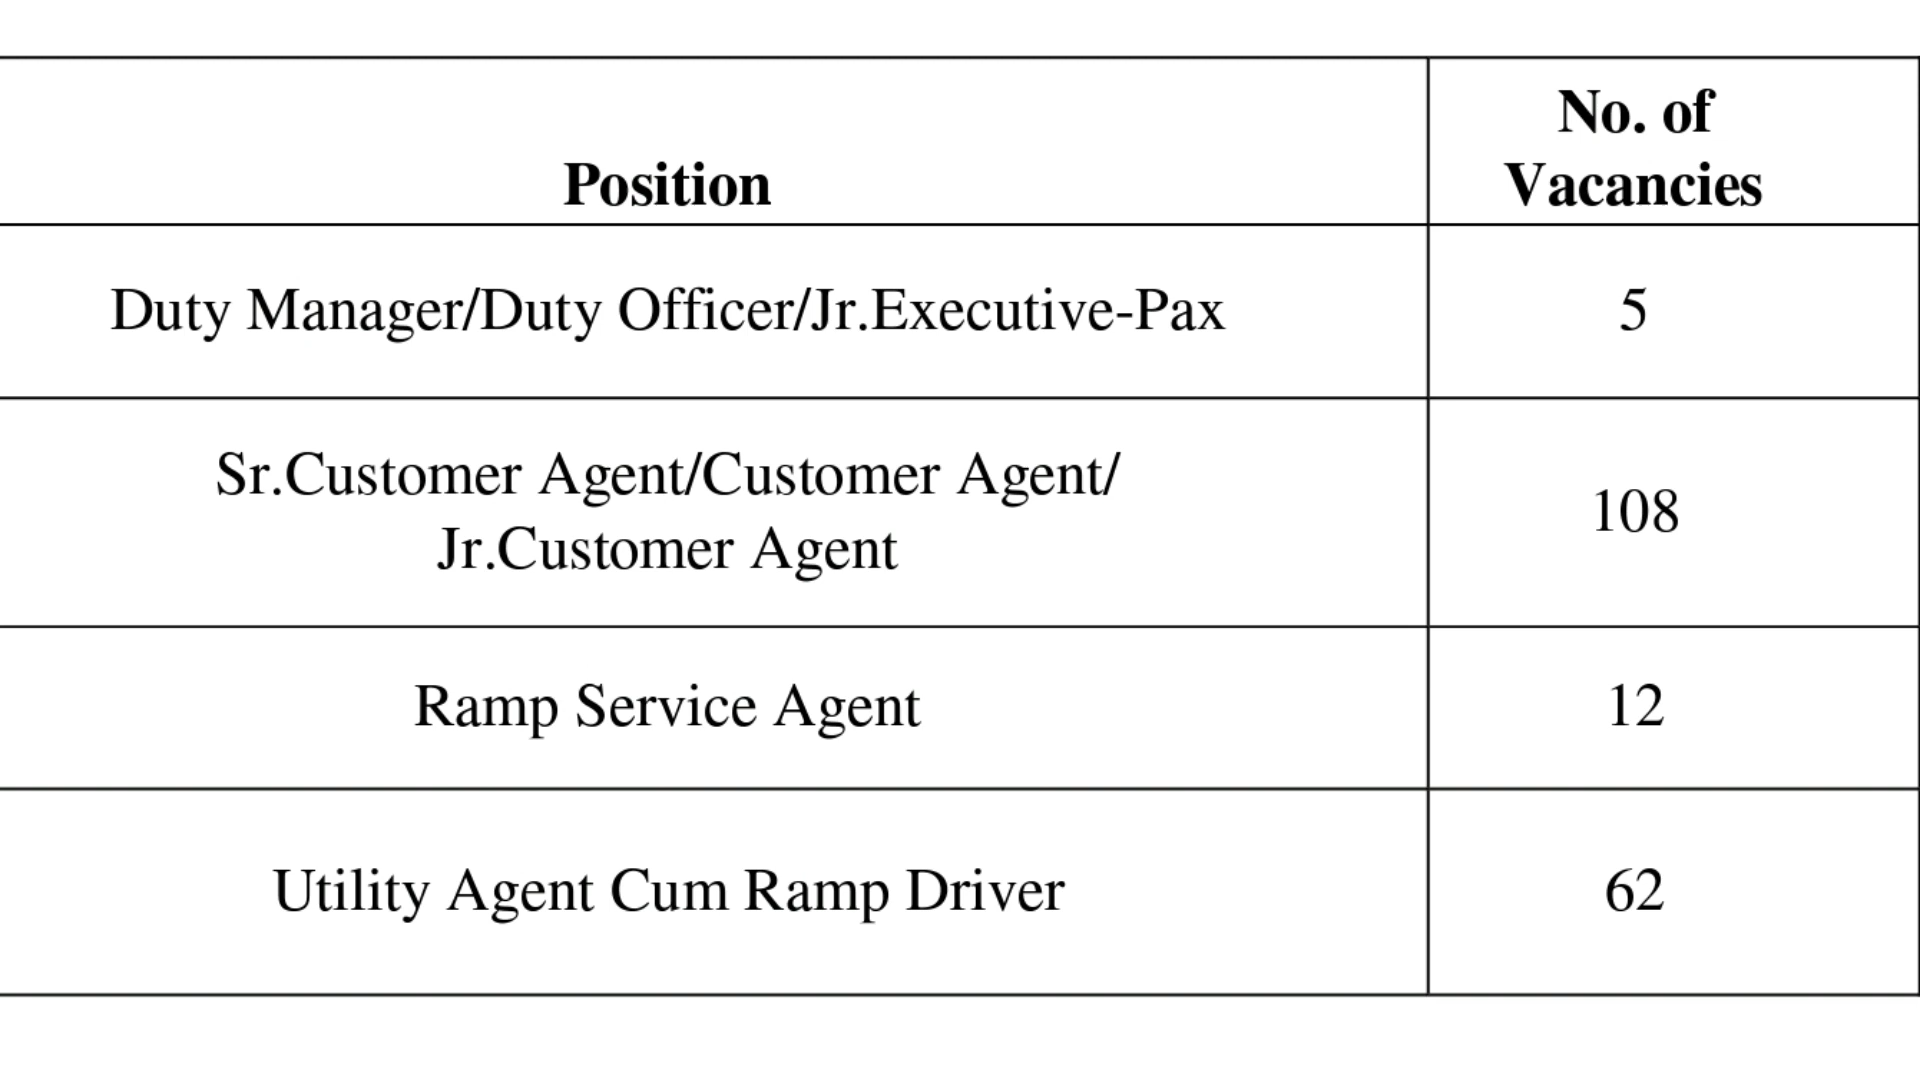 Position
No. of
Vacancies
Duty Manager/Duty Officer/Jr.Executive-Pax
5
Sr.Customer Agent/Customer Agent/
Jr.Customer Agent
108
Ramp Service Agent
12
Utility Agent Cum Ramp Driver
62